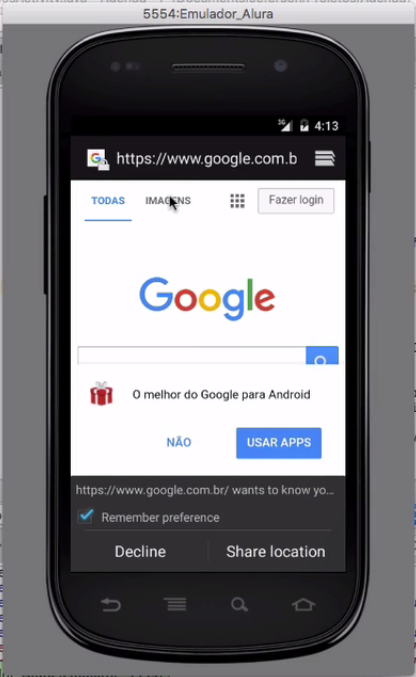 5554:Emulador_Alura
3G 4:13
https://www.google.com.b
TODAS IMAGENS Fazer login
Google
O melhor do Google para Android
NÃO USAR APPS
https://www.google.com.br/ wants to know yo...
Remember preference
Decline Share location